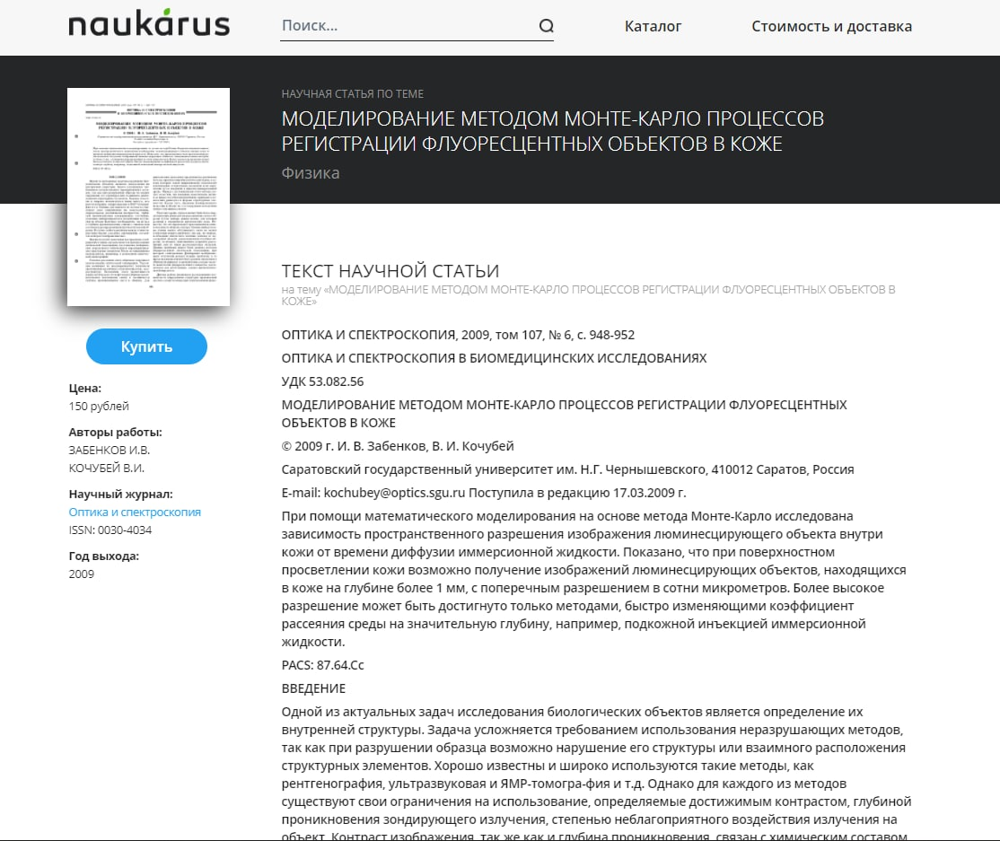 naukárus
Поиск...
Каталог
Стоимость и доставка
НАУЧНАЯ СТАТЬЯ ПО ТЕМЕ
МОДЕЛИРОВАНИЕ МЕТОДОМ МОНТЕ-КАРЛО ПРОЦЕССОВ
РЕГИСТРАЦИИ ФЛУОРЕСЦЕНТНЫХ ОБЪЕКТОВ В КОЖЕ
Физика
Купить
Цена:
150 рублей
Авторы работы:
ЗАБЕНКОВ И.В.
КОЧУБЕЙ В.И.
Научный журнал:
Оптика и спектроскопия
ISSN: 0030-4034
Год выхода:
2009
ТЕКСТ НАУЧНОЙ СТАТЬИ
на тему «МОДЕЛИРОВАНИЕ МЕТОДОМ МОНТЕ-КАРЛО ПРОЦЕССОВ РЕГИСТРАЦИИ ФЛУОРЕСЦЕНТНЫХ ОБЪЕКТОВ В
КОЖЕ»
ОПТИКА И СПЕКТРОСКОПИЯ, 2009, том 107, № 6, с. 948-952
ОПТИКА И СПЕКТРОСКОПИЯ В БИОМЕДИЦИНСКИХ ИССЛЕДОВАНИЯХ
УДК 53.082.56
МОДЕЛИРОВАНИЕ МЕТОДОМ МОНТЕ-КАРЛО ПРОЦЕССОВ РЕГИСТРАЦИИ ФЛУОРЕСЦЕНТНЫХ
ОБЪЕКТОВ В КОЖЕ
© 2009 г. И. В. Забенков, В. И. Кочубей
Саратовский государственный университет им. Н.Г. Чернышевского, 410012 Саратов, Россия
E-mail: kochubey@optics.sgu.ru Поступила в редакцию 17.03.2009 г.
При помощи математического моделирования на основе метода Монте-Карло исследована
зависимость пространственного разрешения изображения люминесцирующего объекта внутри
кожи от времени диффузии иммерсионной жидкости. Показано, что при поверхностном
просветлении кожи возможно получение изображений люминесцирующих объектов, находящихся
в коже на глубине более 1 мм, с поперечным разрешением в сотни микрометров. Более высокое
разрешение может быть достигнуто только методами, быстро изменяющими коэффициент
рассеяния среды на значительную глубину, например, подкожной инъекцией иммерсионной
жидкости.
PACS: 87.64.Cc
ВВЕДЕНИЕ
Одной из актуальных задач исследования биологических объектов является определение их
внутренней структуры. Задача усложняется требованием использования неразрушающих методов,
так как при разрушении образца возможно нарушение его структуры или взаимного расположения
структурных элементов. Хорошо известны и широко используются такие методы, как
рентгенография, ультразвуковая и ЯМР-томогра-фия и т.д. Однако для каждого из методов
существуют свои ограничения на использование, определяемые достижимым контрастом, глубиной
проникновения зондирующего излучения, степенью неблагоприятного воздействия излучения на
объект. Контраст изображения, так же как и глубина проникновения, связан с химическим составом